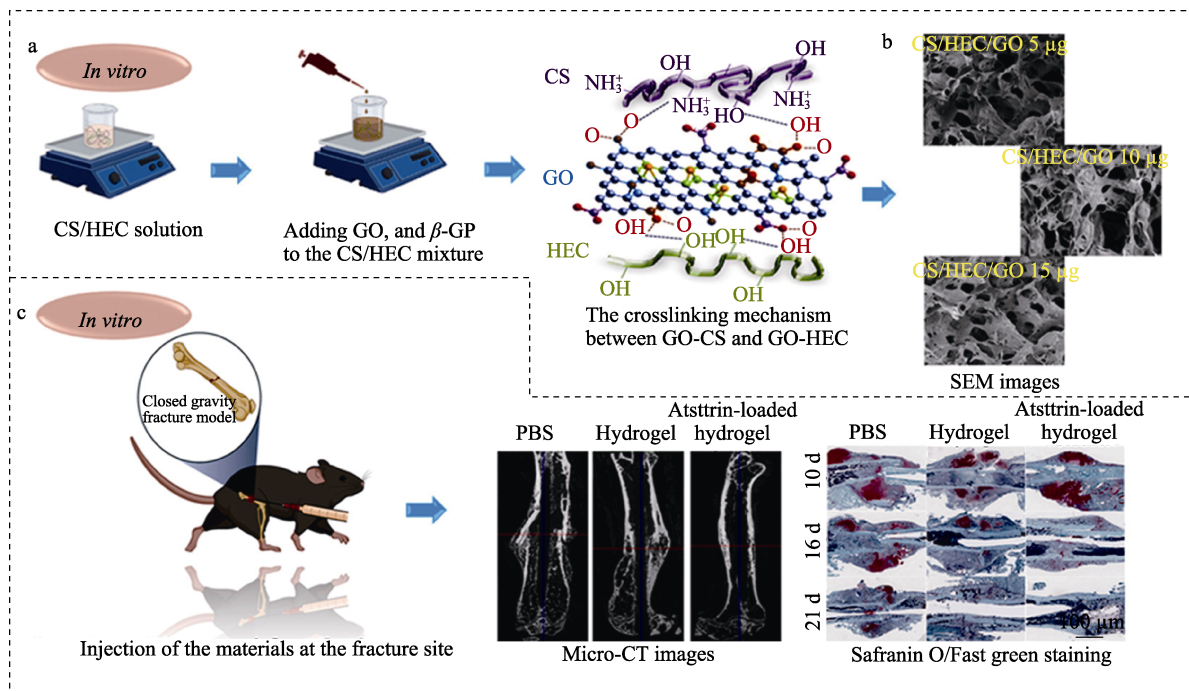 a
In vitro
CS/HEC solution
Adding GO, and β-GP
to the CS/HEC mixture
CS
OH
OH
NH₃⁺
NH₃⁺
NH₃⁺
HO
O
O
OH
O
GO
OH
O
OH
OH
OH
O
HEC
OH
OH
The crosslinking mechanism
between GO-CS and GO-HEC
b
CS/HEC/GO 5 µg
CS/HEC/GO 10 µg
CS/HEC/GO 15 µg
SEM images
c
In vitro
Closed gravity
fracture model
Injection of the materials at the fracture site
PBS
Hydrogel
Atsttrin-loaded
hydrogel
Micro-CT images
PBS
Hydrogel
Atsttrin-loaded
hydrogel
10 d
16 d
21 d
100 µm
Safranin O/Fast green staining